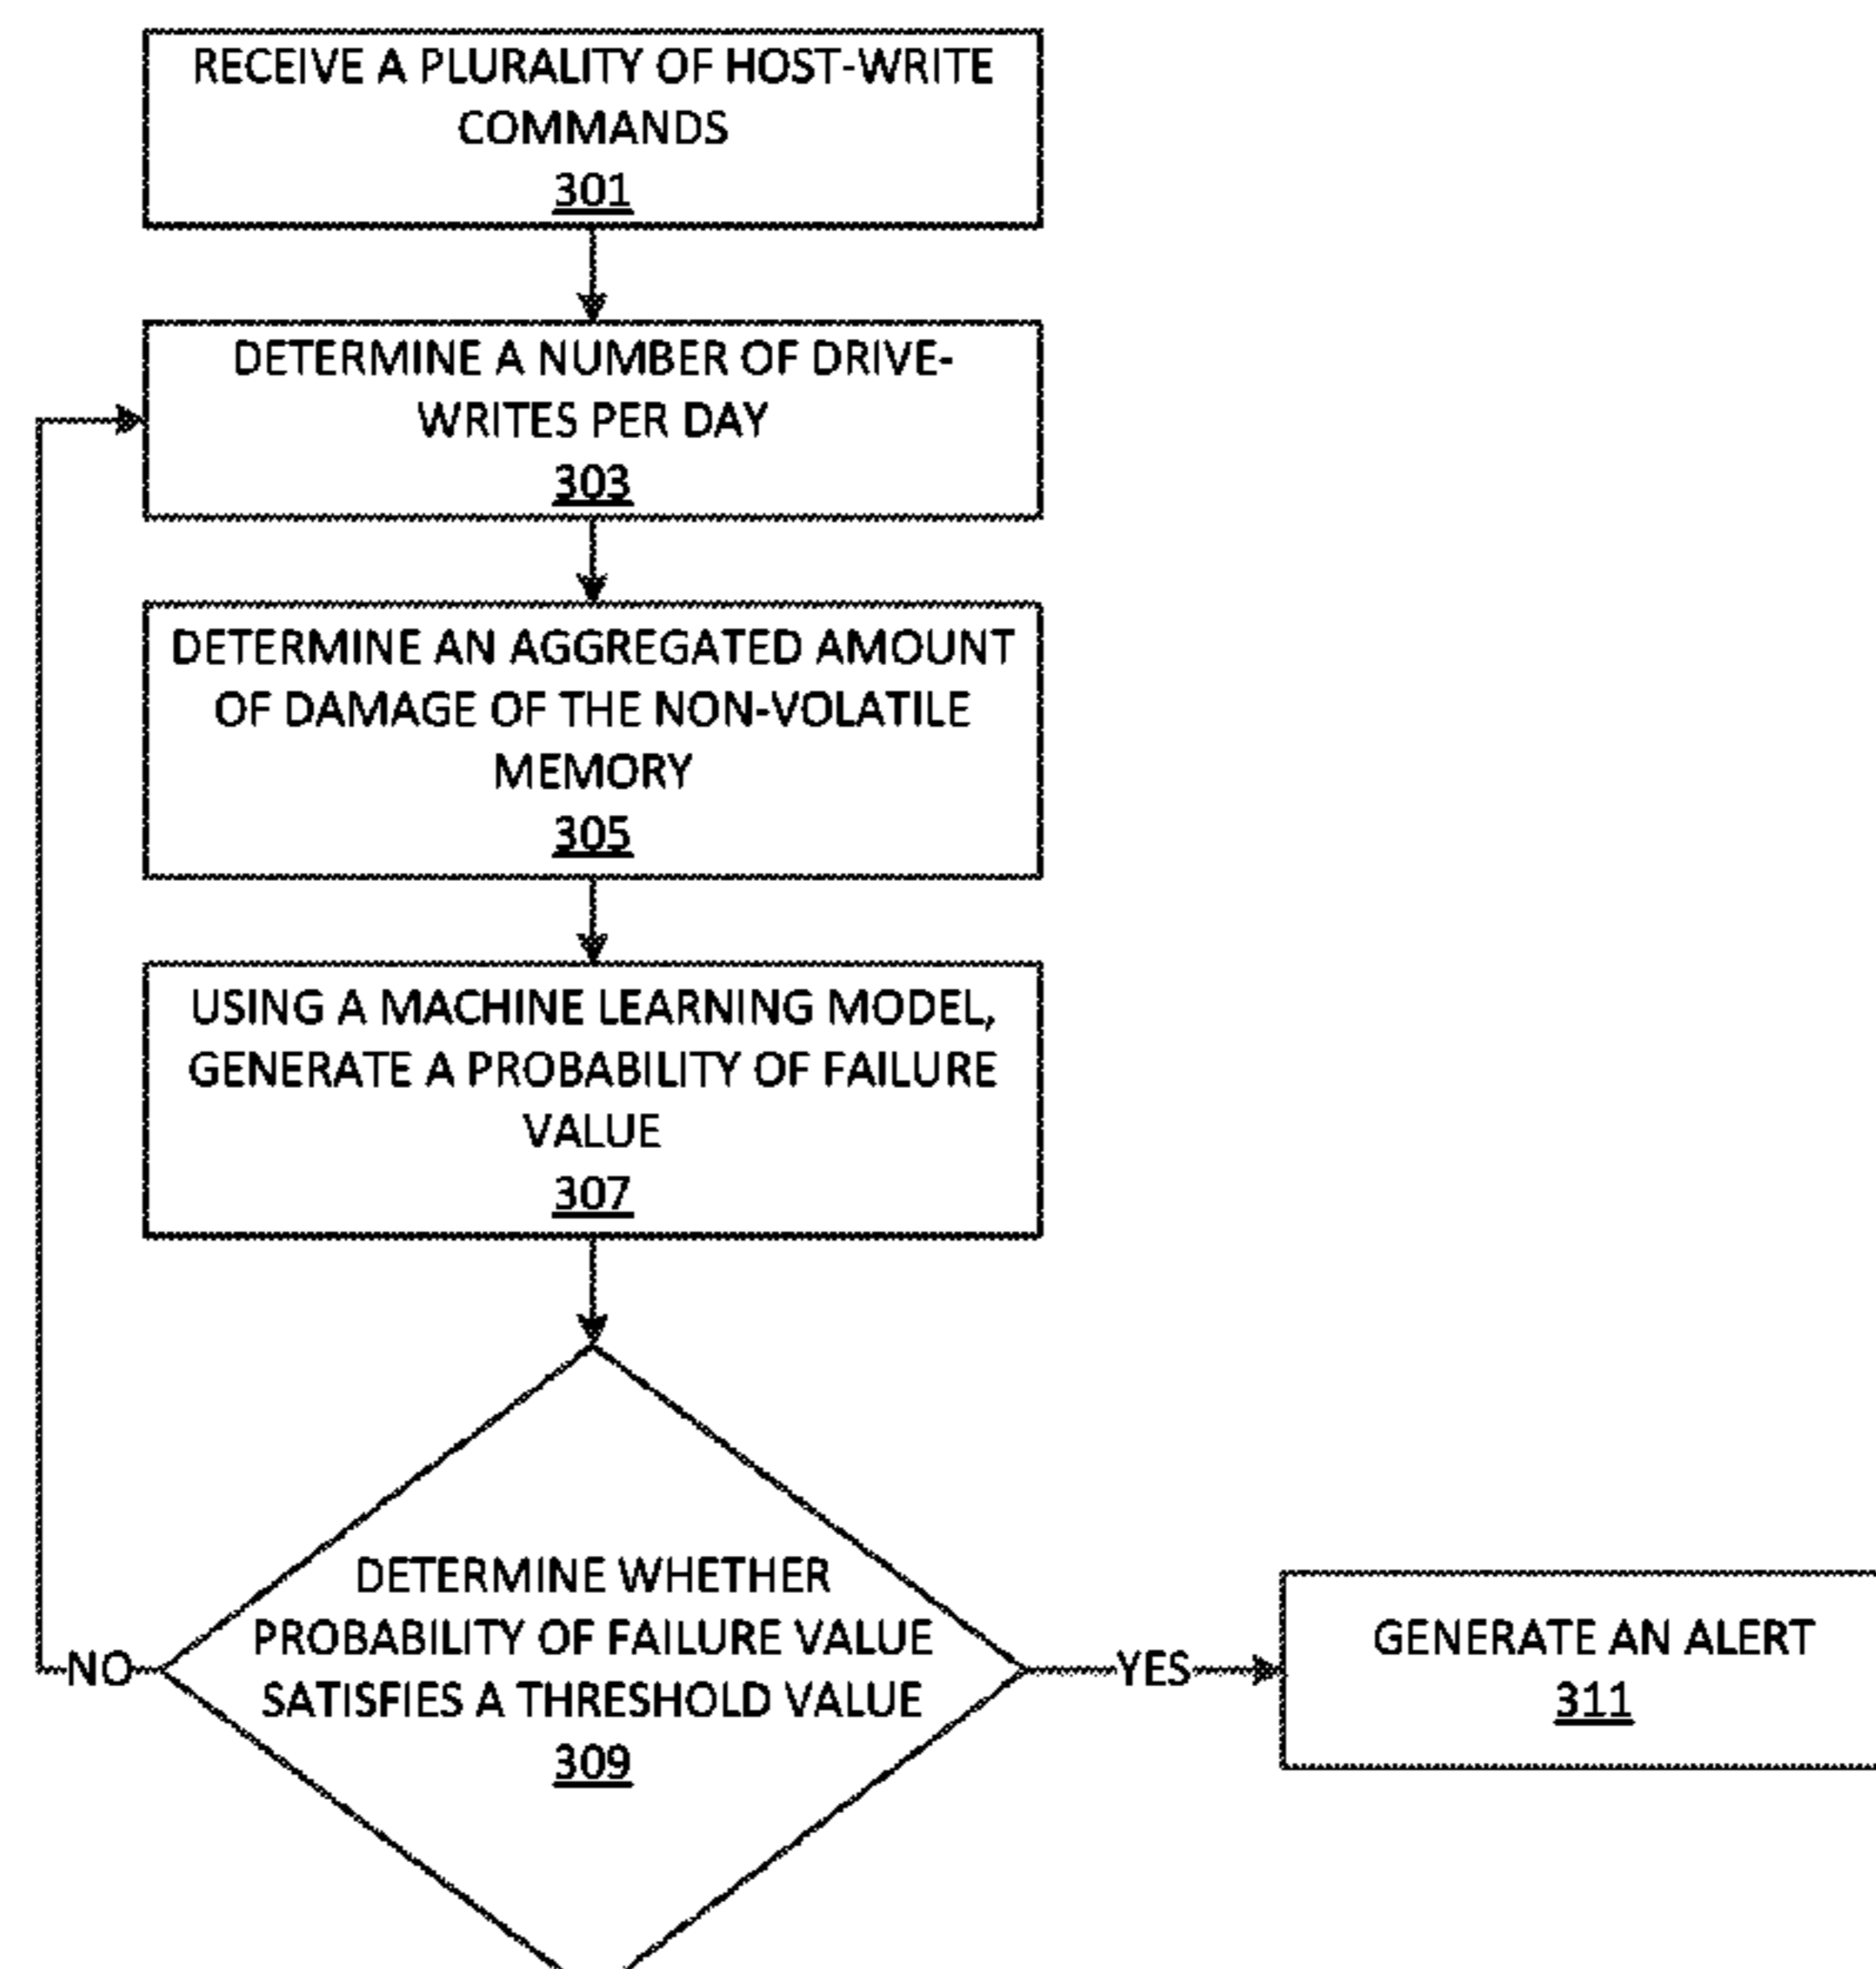 RECEIVE A PLURALITY OF HOST-WRITE
COMMANDS
301
DETERMINE A NUMBER OF DRIVE-
WRITES PER DAY
303
DETERMINE AN AGGREGATED AMOUNT
OF DAMAGE OF THE NON-VOLATILE
MEMORY
305
USING A MACHINE LEARNING MODEL,
GENERATE A PROBABILITY OF FAILURE
VALUE
307
DETERMINE WHETHER
PROBABILITY OF FAILURE VALUE
SATISFIES A THRESHOLD VALUE
309
NO
YES
GENERATE AN ALERT
311